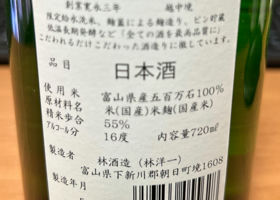 創業寛永三年 越中境
限定給水洗米、麹蓋による麹造り、ビン貯蔵
低温長期発酵など「全ての酒を最高品質に」
こだわれるだけこだわった酒造りに徹しています。
品目 日本酒
使用米 富山県産五百万石100%
原材料名 米(国産)米麹(国産米)
精米歩合 55%
アルコール分 16度 内容量720㎖
製造者 林酒造(林洋一)
富山県下新川郡朝日町境1608
製造年月